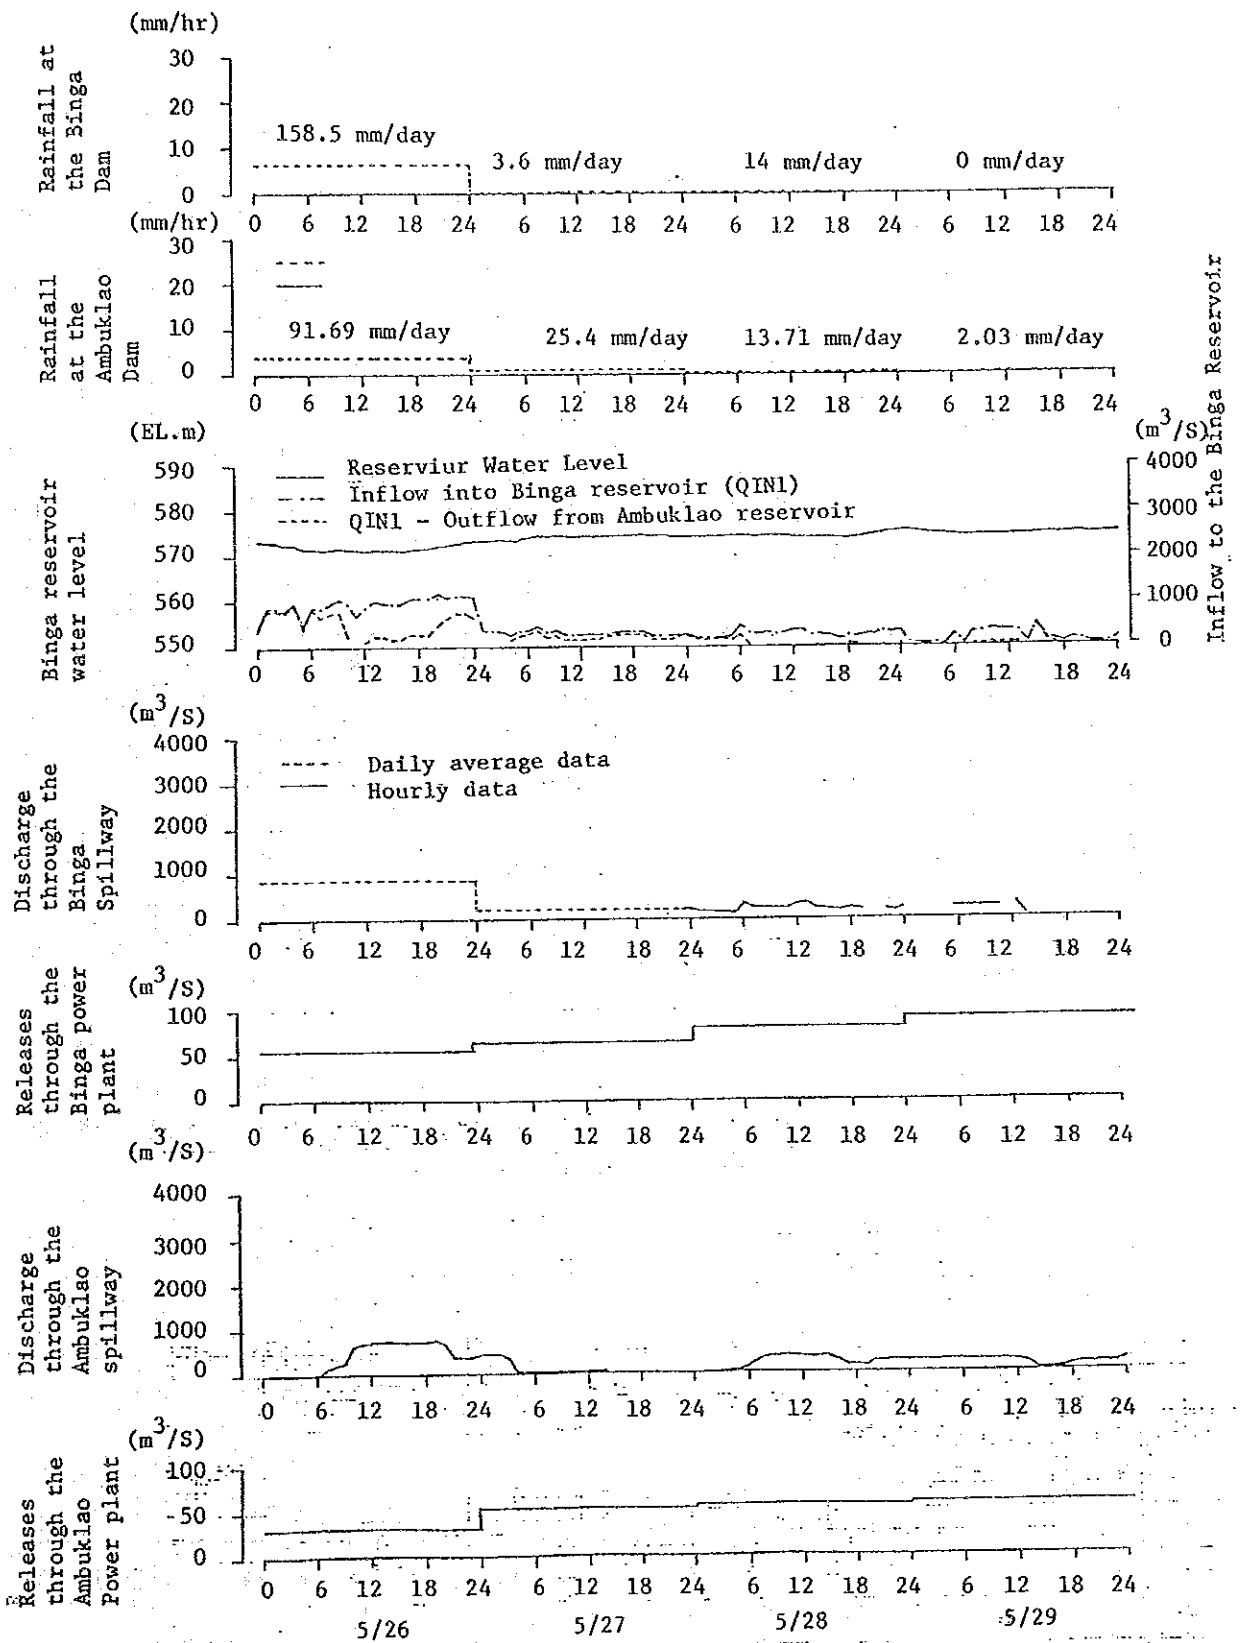 (mm/hr)
Rainfall at
the Binga
Dam
30
20
10
0
158.5 mm/day
3.6 mm/day
14 mm/day
0 mm/day
0 6 12 18 24 6 12 18 24 6 12 18 24 6 12 18 24
(mm/hr)
Rainfall
at the
Ambuklao
Dam
30
20
10
0
91.69 mm/day
25.4 mm/day
13.71 mm/day
2.03 mm/day
0 6 12 18 24 6 12 18 24 6 12 18 24 6 12 18 24
(EL.m)
Binga reservoir
water level
590
580
570
560
550
Reserviur Water Level
Inflow into Binga reservoir (QIN1)
QIN1 - Outflow from Ambuklao reservoir
(m³/S)
4000
3000
2000
1000
0
Inflow to the Binga Reservoir
0 6 12 18 24 6 12 18 24 6 12 18 24 6 12 18 24
(m³/S)
Discharge
through the
Binga
Spillway
4000
3000
2000
1000
0
Daily average data
Hourly data
0 6 12 18 24 6 12 18 24 6 12 18 24 6 12 18 24
(m³/S)
Releases
through the
Binga power
plant
100
50
0
0 6 12 18 24 6 12 18 24 6 12 18 24 6 12 18 24
(m³/S)
Discharge
through the
Ambuklao
spillway
4000
3000
2000
1000
0
0 6 12 18 24 6 12 18 24 6 12 18 24 6 12 18 24
(m³/S)
Releases
through the
Ambuklao
Power plant
100
50
0
0 6 12 18 24 6 12 18 24 6 12 18 24 6 12 18 24
5/26 5/27 5/28 5/29